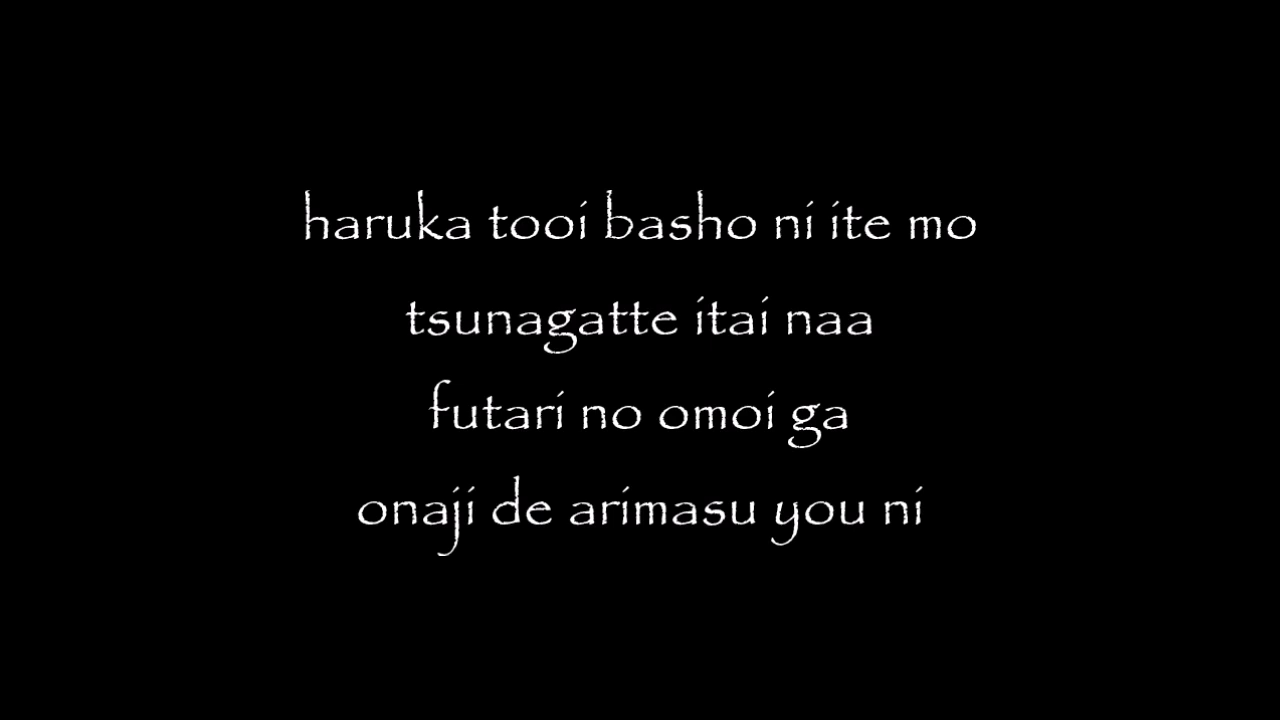 haruka tooi basho ni ite mo
tsunagatte itai naa
futari no omoi ga
onaji de arimasu you ni